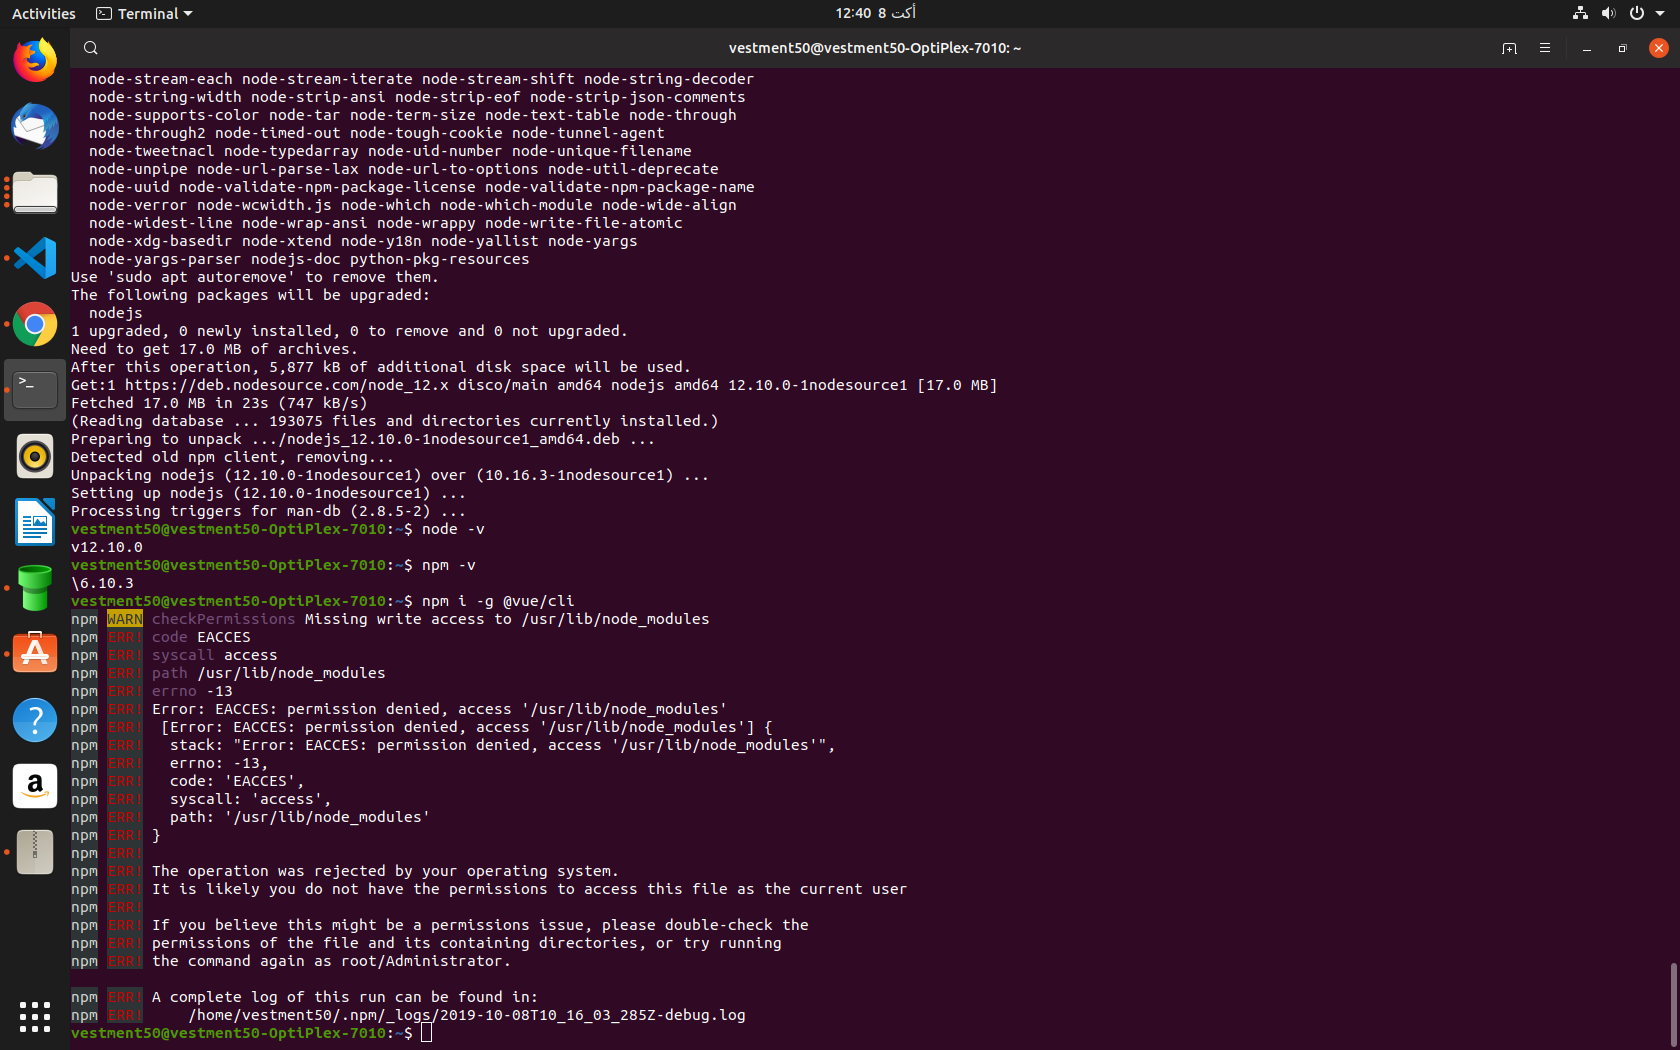 Activities Terminal أكت 8 12:40
vestment50@vestment50-OptiPlex-7010: ~
node-stream-each node-stream-iterate node-stream-shift node-string-decoder
node-string-width node-strip-ansi node-strip-eof node-strip-json-comments
node-supports-color node-tar node-term-size node-text-table node-through
node-through2 node-timed-out node-tough-cookie node-tunnel-agent
node-tweetnacl node-typedarray node-uid-number node-unique-filename
node-unpipe node-url-parse-lax node-url-to-options node-util-deprecate
node-uuid node-validate-npm-package-license node-validate-npm-package-name
node-verror node-wcwidth.js node-which node-which-module node-wide-align
node-widest-line node-wrap-ansi node-wrappy node-write-file-atomic
node-xdg-basedir node-xtend node-y18n node-yallist node-yargs
node-yargs-parser nodejs-doc python-pkg-resources
Use 'sudo apt autoremove' to remove them.
The following packages will be upgraded:
nodejs
1 upgraded, 0 newly installed, 0 to remove and 0 not upgraded.
Need to get 17.0 MB of archives.
After this operation, 5,877 kB of additional disk space will be used.
Get:1 https://deb.nodesource.com/node_12.x disco/main amd64 nodejs amd64 12.10.0-1nodesource1 [17.0 MB]
Fetched 17.0 MB in 23s (747 kB/s)
(Reading database ... 193075 files and directories currently installed.)
Preparing to unpack .../nodejs_12.10.0-1nodesource1_amd64.deb ...
Detected old npm client, removing...
Unpacking nodejs (12.10.0-1nodesource1) over (10.16.3-1nodesource1) ...
Setting up nodejs (12.10.0-1nodesource1) ...
Processing triggers for man-db (2.8.5-2) ...
vestment50@vestment50-OptiPlex-7010:~$ node -v
v12.10.0
vestment50@vestment50-OptiPlex-7010:~$ npm -v
\6.10.3
vestment50@vestment50-OptiPlex-7010:~$ npm i -g @vue/cli
npm WARN checkPermissions Missing write access to /usr/lib/node_modules
npm ERR! code EACCES
npm ERR! syscall access
npm ERR! path /usr/lib/node_modules
npm ERR! errno -13
npm ERR! Error: EACCES: permission denied, access '/usr/lib/node_modules'
npm ERR! [Error: EACCES: permission denied, access '/usr/lib/node_modules'] {
npm ERR! stack: "Error: EACCES: permission denied, access '/usr/lib/node_modules'",
npm ERR! errno: -13,
npm ERR! code: 'EACCES',
npm ERR! syscall: 'access',
npm ERR! path: '/usr/lib/node_modules'
npm ERR! }
npm ERR!
npm ERR! The operation was rejected by your operating system.
npm ERR! It is likely you do not have the permissions to access this file as the current user
npm ERR!
npm ERR! If you believe this might be a permissions issue, please double-check the
npm ERR! permissions of the file and its containing directories, or try running
npm ERR! the command again as root/Administrator.
npm ERR! A complete log of this run can be found in:
npm ERR! /home/vestment50/.npm/_logs/2019-10-08T10_16_03_285Z-debug.log
vestment50@vestment50-OptiPlex-7010:~$